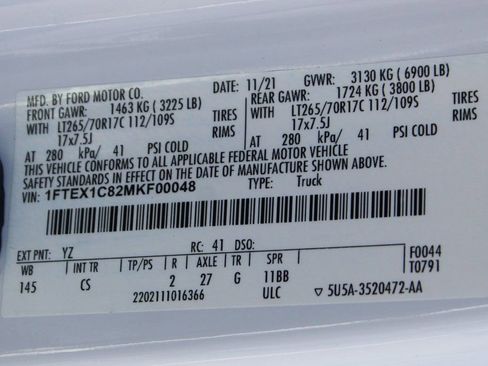 MFD. BY FORD MOTOR CO.
DATE: 11/21 GVWR: 3130 KG ( 6900 LB)
FRONT GAWR: 1463 KG ( 3225 LB) REAR GAWR: 1724 KG ( 3800 LB)
WITH LT265/70R17C 112/109S TIRES WITH LT265/70R17C 112/109S TIRES
17x7.5J RIMS 17x7.5J RIMS
AT 280 kPa/ 41 PSI COLD AT 280 kPa/ 41 PSI COLD
THIS VEHICLE CONFORMS TO ALL APPLICABLE FEDERAL MOTOR VEHICLE
SAFETY STANDARDS IN EFFECT ON THE DATE OF MANUFACTURE SHOWN ABOVE.
VIN: 1FTEX1C82MKF00048 TYPE: Truck
EXT PNT: YZ RC: 41 DSO:
WB INT TR TP/PS R AXLE TR SPR F0044
145 CS 2 27 G 11BB T0791
2202111016366 ULC ▽ 5U5A-3520472-AA